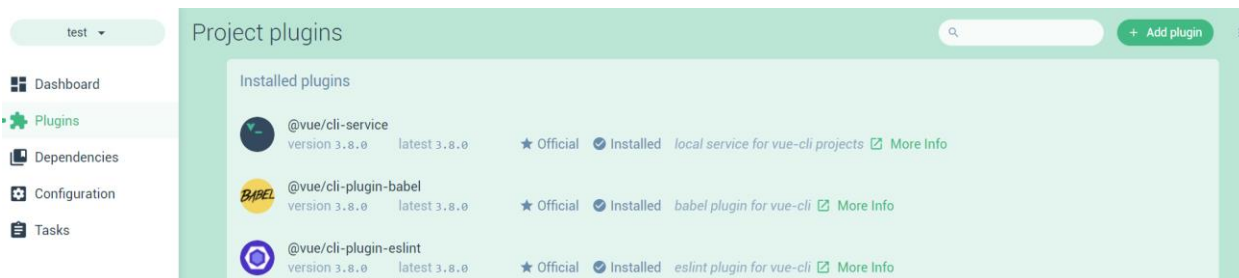 test
Project plugins
+ Add plugin
Dashboard
Plugins
Dependencies
Configuration
Tasks
Installed plugins
@vue/cli-service
version 3.8.0 latest 3.8.0 Official Installed local service for vue-cli projects More Info
BABEL
@vue/cli-plugin-babel
version 3.8.0 latest 3.8.0 Official Installed babel plugin for vue-cli More Info
@vue/cli-plugin-eslint
version 3.8.0 latest 3.8.0 Official Installed eslint plugin for vue-cli More Info